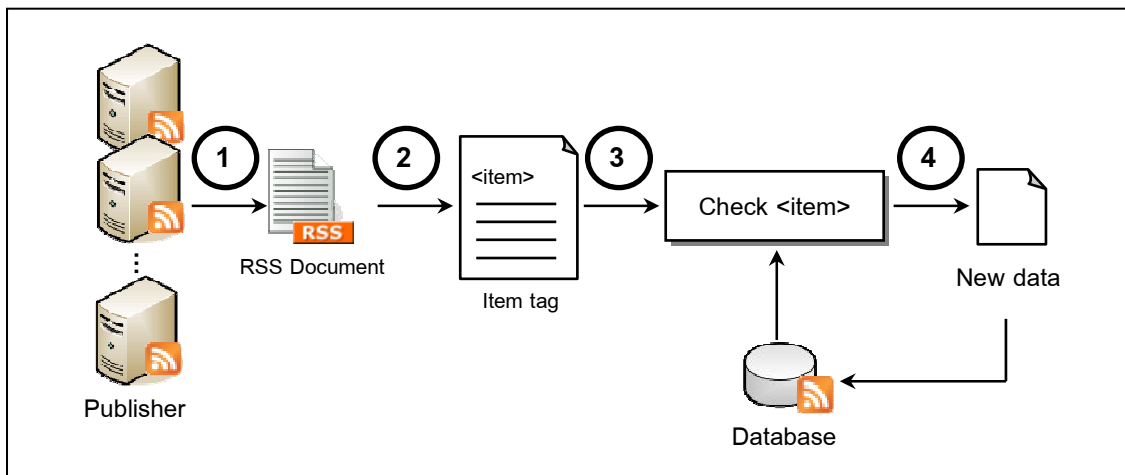 1
2
3
4
<item>
Check <item>
RSS
RSS Document
Item tag
New data
Publisher
Database